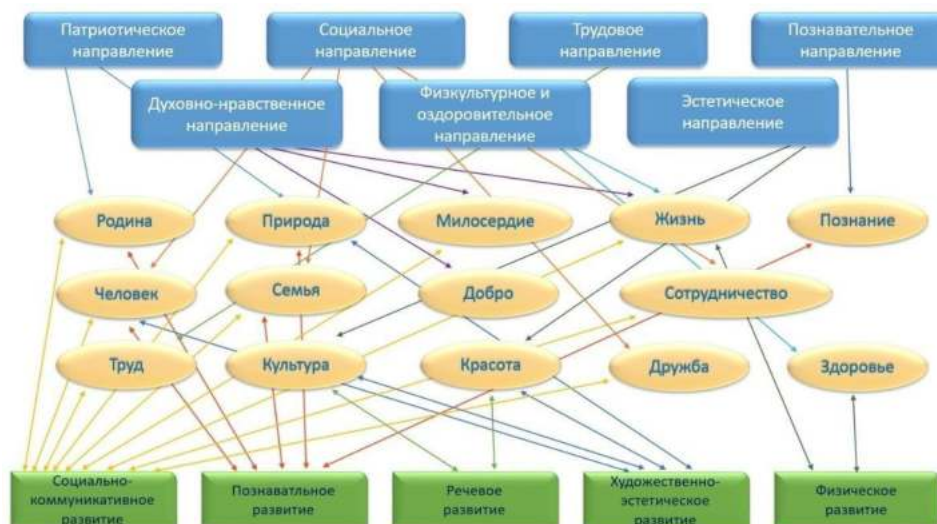 Патриотическое
направление
Социальное
направление
Трудовое
направление
Познавательное
направление
Духовно-нравственное
направление
Физкультурное и
оздоровительное
направление
Эстетическое
направление
Родина
Природа
Милосердие
Жизнь
Познание
Человек
Семья
Добро
Сотрудничество
Труд
Культура
Красота
Дружба
Здоровье
Социально-
коммуникативное
развитие
Познаватльное
развитие
Речевое
развитие
Художественно-
эстетическое
развитие
Физическое
развитие